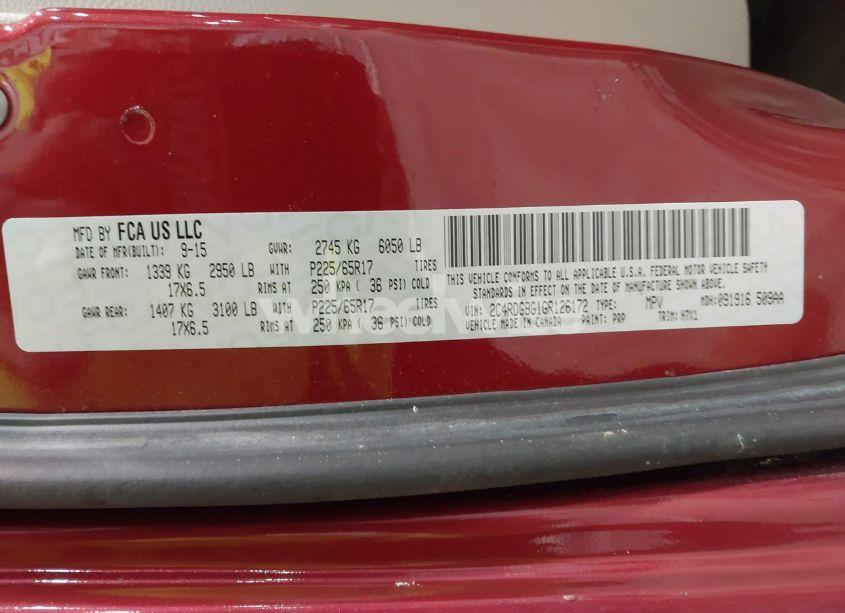 MFD BY FCA US LLC
DATE OF MFR(BUILT): 9-15 GVWR: 2745 KG 6050 LB
GAWR FRONT: 1339 KG 2950 LB WITH P225/65R17 TIRES
17X6.5 RIMS AT 250 KPA ( 36 PSI) COLD
GAWR REAR: 1407 KG 3100 LB WITH P225/65R17 TIRES
17X6.5 RIMS AT 250 KPA ( 36 PSI) COLD
THIS VEHICLE CONFORMS TO ALL APPLICABLE U.S.A. FEDERAL MOTOR VEHICLE SAFETY
STANDARDS IN EFFECT ON THE DATE OF MANUFACTURE SHOWN ABOVE.
VIN: 2C4RDGBG1GR126172 TYPE: MPV MDH: 091916 509AA
VEHICLE MADE IN CANADA PAINT: PRP TRIM: H7X1